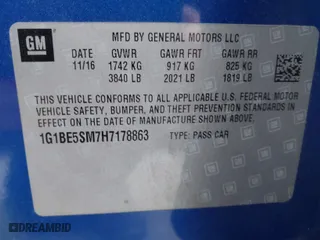 GM
MFD BY GENERAL MOTORS LLC
DATE GVWR GAWR FRT GAWR RR
11/16 1742 KG 917 KG 825 KG
3840 LB 2021 LB 1819 LB
THIS VEHICLE CONFORMS TO ALL APPLICABLE U.S. FEDERAL MOTOR
VEHICLE SAFETY, BUMPER, AND THEFT PREVENTION STANDARDS IN
EFFECT ON THE DATE OF MANUFACTURE SHOWN ABOVE.
1G1BE5SM7H7178863 TYPE: PASS CAR
DREAMBID